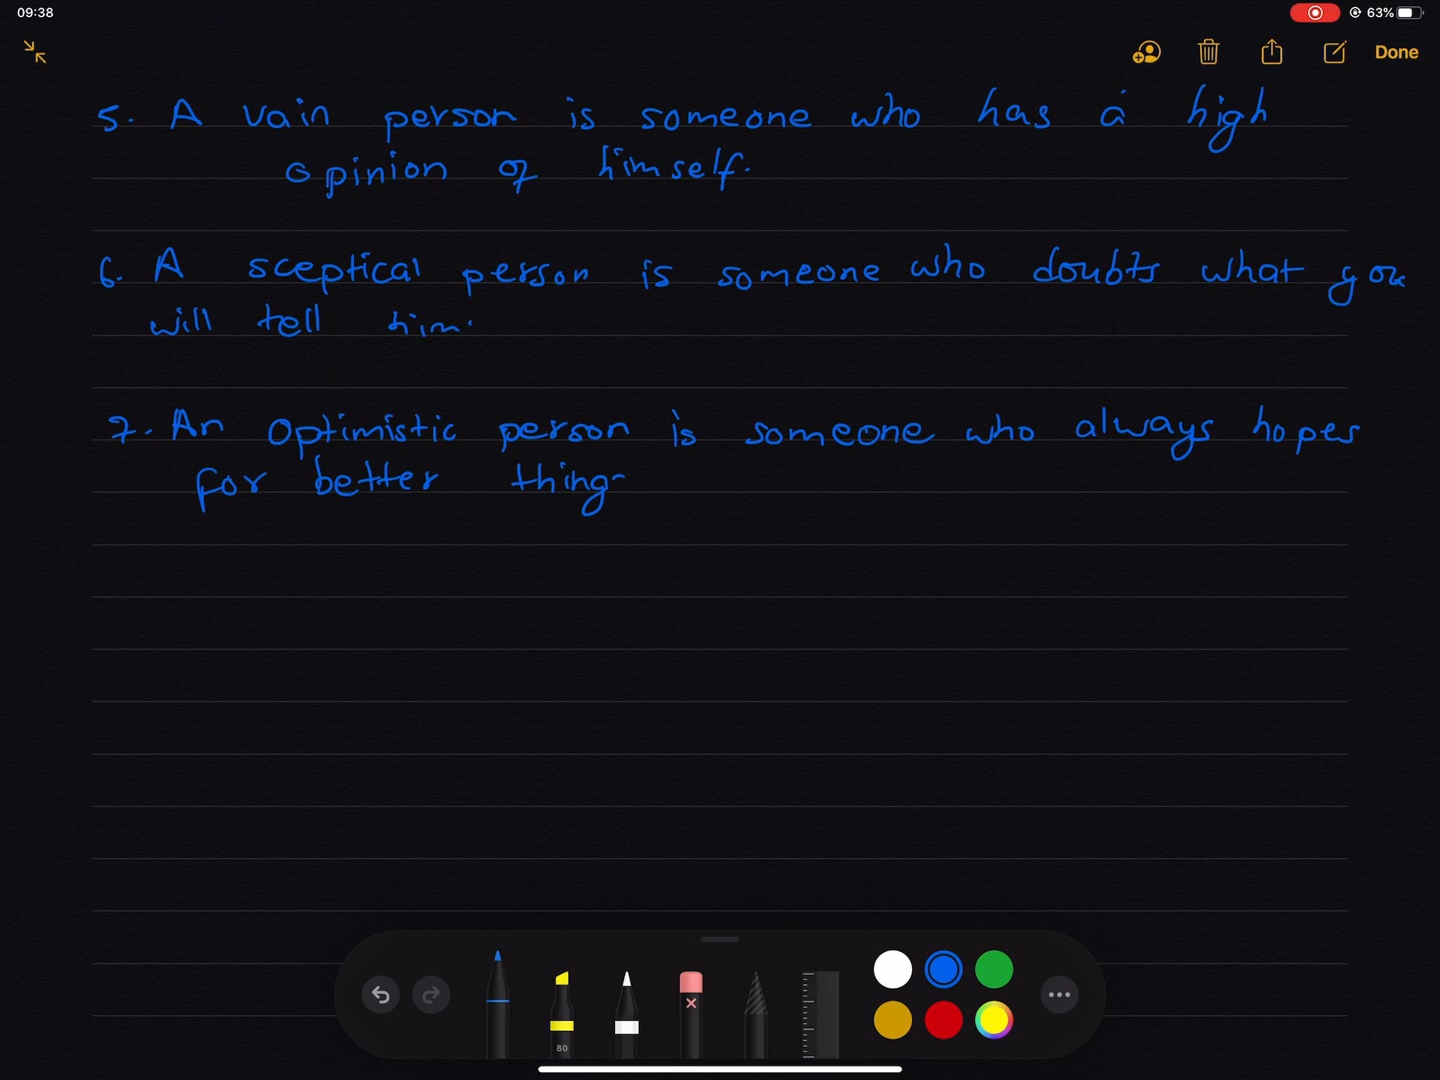 09:38
63%
Done
5. A vain person is someone who has a high
opinion of himself.
6. A sceptical person is someone who doubts what you
will tell him.
7. An optimistic person is someone who always hopes
for better thing
80